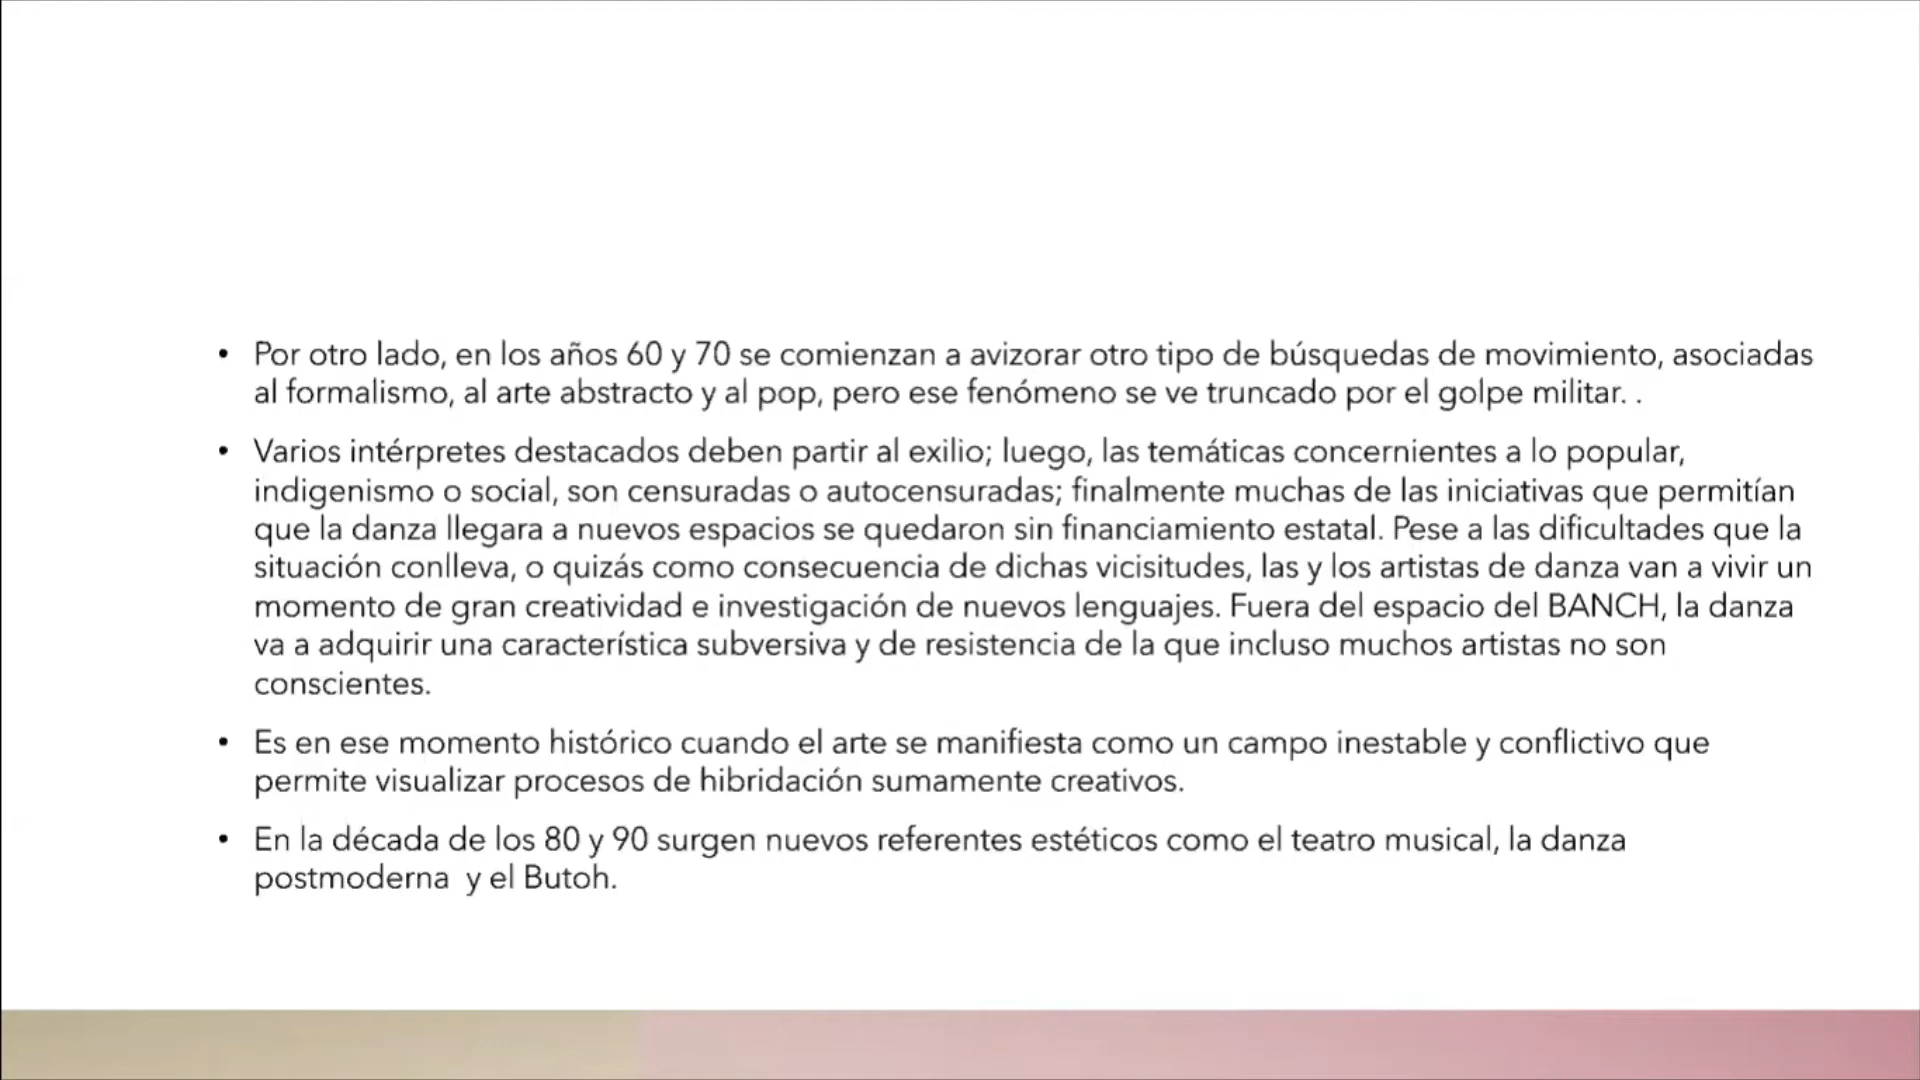 • Por otro lado, en los años 60 y 70 se comienzan a avizorar otro tipo de búsquedas de movimiento, asociadas
al formalismo, al arte abstracto y al pop, pero ese fenómeno se ve truncado por el golpe militar. .
• Varios intérpretes destacados deben partir al exilio; luego, las temáticas concernientes a lo popular,
indigenismo o social, son censuradas o autocensuradas; finalmente muchas de las iniciativas que permitían
que la danza llegara a nuevos espacios se quedaron sin financiamiento estatal. Pese a las dificultades que la
situación conlleva, o quizás como consecuencia de dichas vicisitudes, las y los artistas de danza van a vivir un
momento de gran creatividad e investigación de nuevos lenguajes. Fuera del espacio del BANCH, la danza
va a adquirir una característica subversiva y de resistencia de la que incluso muchos artistas no son
conscientes.
• Es en ese momento histórico cuando el arte se manifiesta como un campo inestable y conflictivo que
permite visualizar procesos de hibridación sumamente creativos.
• En la década de los 80 y 90 surgen nuevos referentes estéticos como el teatro musical, la danza
postmoderna  y el Butoh.